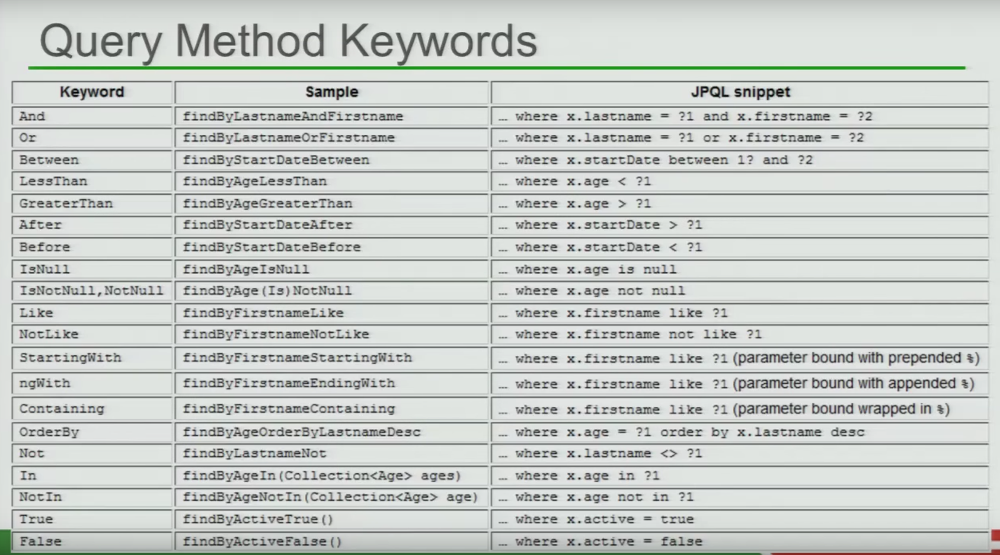 Query Method Keywords
Keyword Sample JPQL snippet
And findByLastnameAndFirstname … where x.lastname = ?1 and x.firstname = ?2
Or findByLastnameOrFirstname … where x.lastname = ?1 or x.firstname = ?2
Between findByStartDateBetween … where x.startDate between 1? and ?2
LessThan findByAgeLessThan … where x.age < ?1
GreaterThan findByAgeGreaterThan … where x.age > ?1
After findByStartDateAfter … where x.startDate > ?1
Before findByStartDateBefore … where x.startDate < ?1
IsNull findByAgeIsNull … where x.age is null
IsNotNull,NotNull findByAge(Is)NotNull … where x.age not null
Like findByFirstnameLike … where x.firstname like ?1
NotLike findByFirstnameNotLike … where x.firstname not like ?1
StartingWith findByFirstnameStartingWith … where x.firstname like ?1 (parameter bound with prepended %)
ngWith findByFirstnameEndingWith … where x.firstname like ?1 (parameter bound with appended %)
Containing findByFirstnameContaining … where x.firstname like ?1 (parameter bound wrapped in %)
OrderBy findByAgeOrderByLastnameDesc … where x.age = ?1 order by x.lastname desc
Not findByLastnameNot … where x.lastname <> ?1
In findByAgeIn(Collection<Age> ages) … where x.age in ?1
NotIn findByAgeNotIn(Collection<Age> age) … where x.age not in ?1
True findByActiveTrue() … where x.active = true
False findByActiveFalse() … where x.active = false